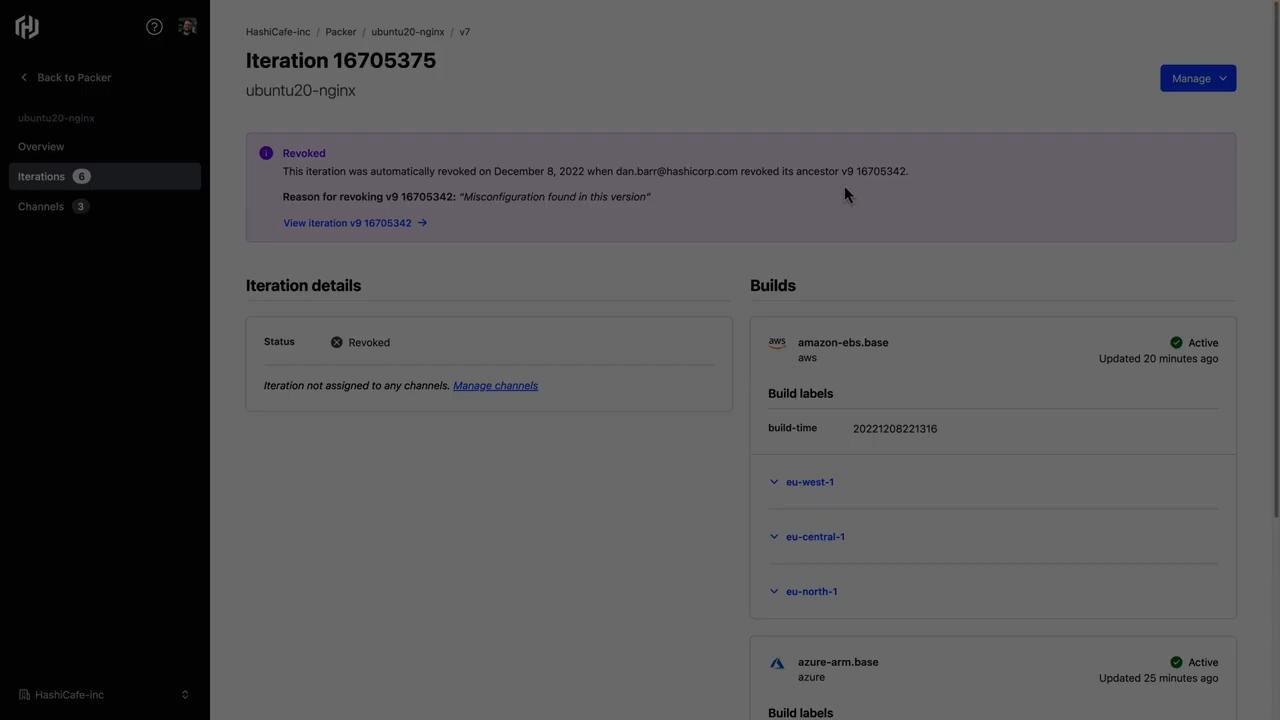 Back to Packer
ubuntu20-nginx
Overview
Iterations 6
Channels 3
HashiCafe-inc
HashiCafe-inc / Packer / ubuntu20-nginx / v7
Iteration 16705375
ubuntu20-nginx
Manage
Revoked
This iteration was automatically revoked on December 8, 2022 when dan.barr@hashicorp.com revoked its ancestor v9 16705342.
Reason for revoking v9 16705342: "Misconfiguration found in this version"
View iteration v9 16705342 →
Iteration details
Status Revoked
Iteration not assigned to any channels. Manage channels
Builds
aws amazon-ebs.base Active
aws Updated 20 minutes ago
Build labels
build-time 20221208221316
eu-west-1
eu-central-1
eu-north-1
azure-arm.base Active
azure Updated 25 minutes ago
Build labels